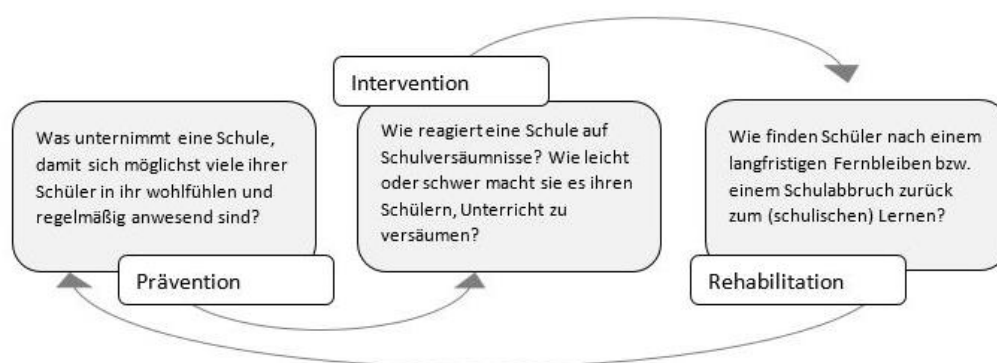 Intervention
Was unternimmt eine Schule,
damit sich möglichst viele ihrer
Schüler in ihr wohlfühlen und
regelmäßig anwesend sind?
Prävention
Wie reagiert eine Schule auf
Schulversäumnisse? Wie leicht
oder schwer macht sie es ihren
Schülern, Unterricht zu
versäumen?
Wie finden Schüler nach einem
langfristigen Fernbleiben bzw.
einem Schulabbruch zurück
zum (schulischen) Lernen?
Rehabilitation